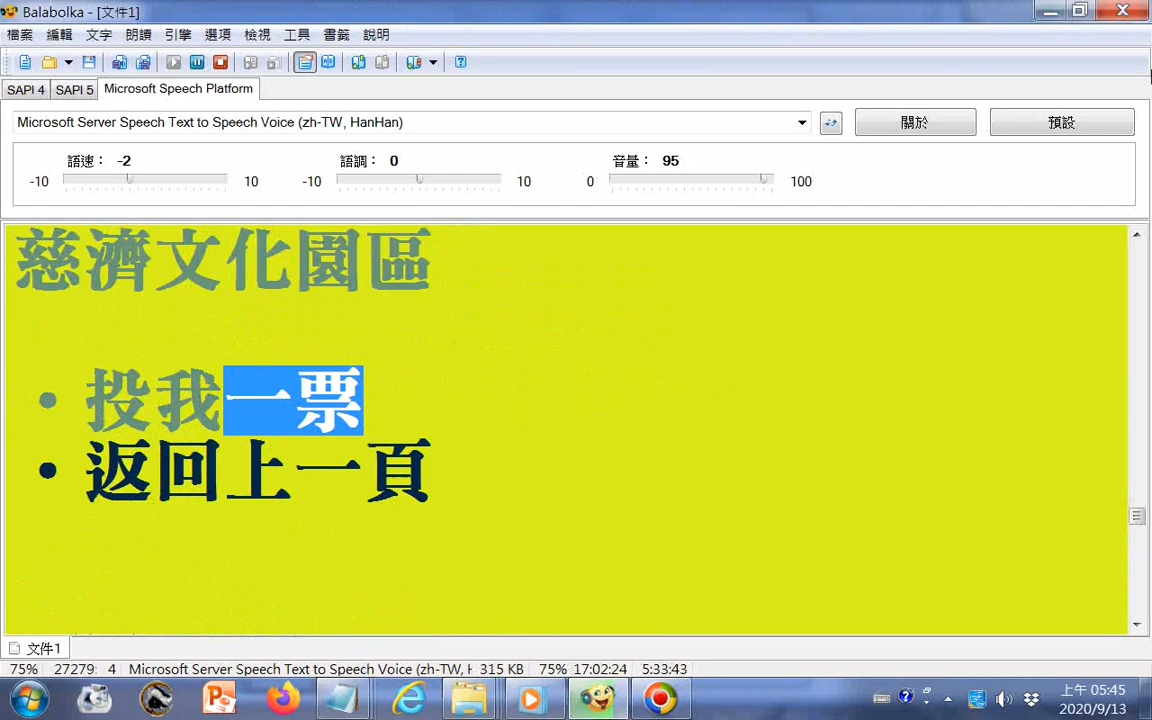 Balabolka - [文件1]
檔案 編輯 文字 朗讀 引擎 選項 檢視 工具 書籤 說明
SAPI 4 SAPI 5 Microsoft Speech Platform
Microsoft Server Speech Text to Speech Voice (zh-TW, HanHan) 關於 預設
語速： -2 語調： 0 音量： 95
-10 10 -10 10 0 100
慈濟文化園區
• 投我一票
• 返回上一頁
文件1
75% 27279: 4 Microsoft Server Speech Text to Speech Voice (zh-TW, H 315 KB 75% 17:02:24 5:33:43
上午 05:45
2020/9/13